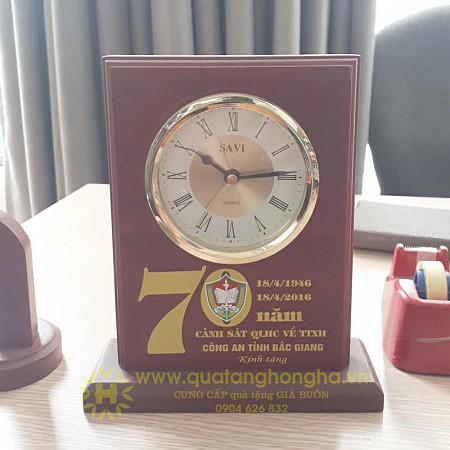 SAVI
QUARTZ
70
18/4/1946
18/4/2016
năm
CẢNH SÁT QLHC VỀ TTXH
CÔNG AN TỈNH BẮC GIANG
Kính tặng
www.quatanghongha.vn
CUNG CẤP quà tặng GIÁ BUÔN
0904 626 832